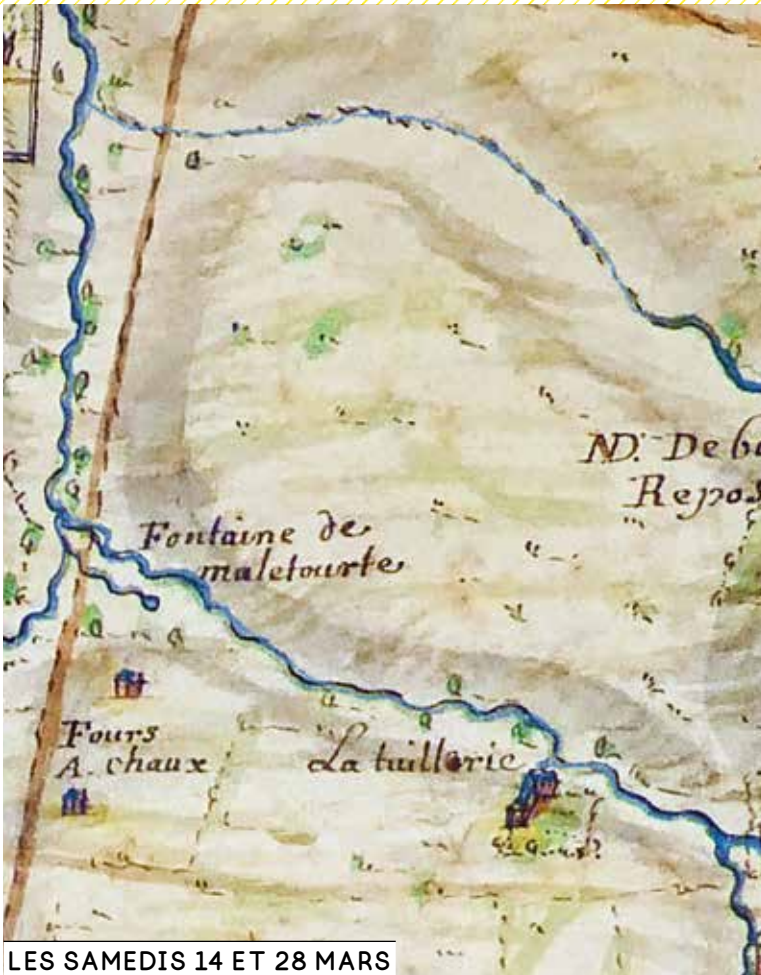 ND. De
Repos
Fontaine de
maletourte
Fours
A. chaux
La tuillerie
LES SAMEDIS 14 ET 28 MARS